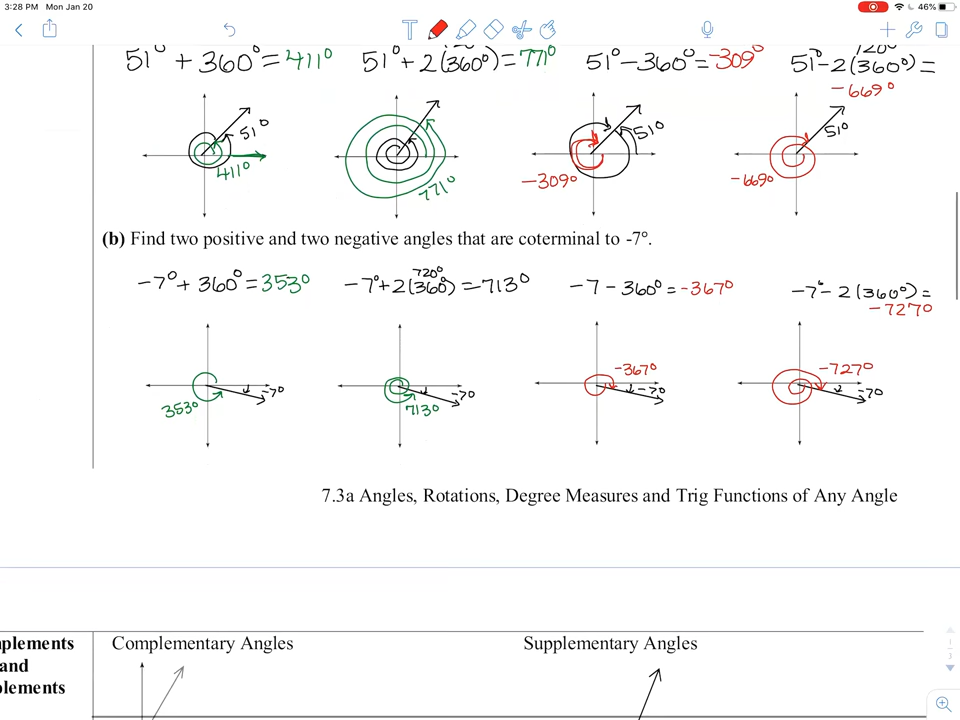 3:28 PM Mon Jan 20
46%
51° + 360° = 411°
51° + 2(360°) = 771°
51° - 360° = -309°
720°
51° - 2(360°) =
-669°
51°
411°
771°
51°
-309°
51°
-669°
(b) Find two positive and two negative angles that are coterminal to -7°.
-7° + 360° = 353°
720°
-7° + 2(360°) = 713°
-7 - 360° = -367°
-7° - 2(360°) =
-727°
-7°
353°
-7°
713°
-367°
-7°
-727°
-7°
7.3a Angles, Rotations, Degree Measures and Trig Functions of Any Angle
nplements
and
plements
Complementary Angles
Supplementary Angles
1
3